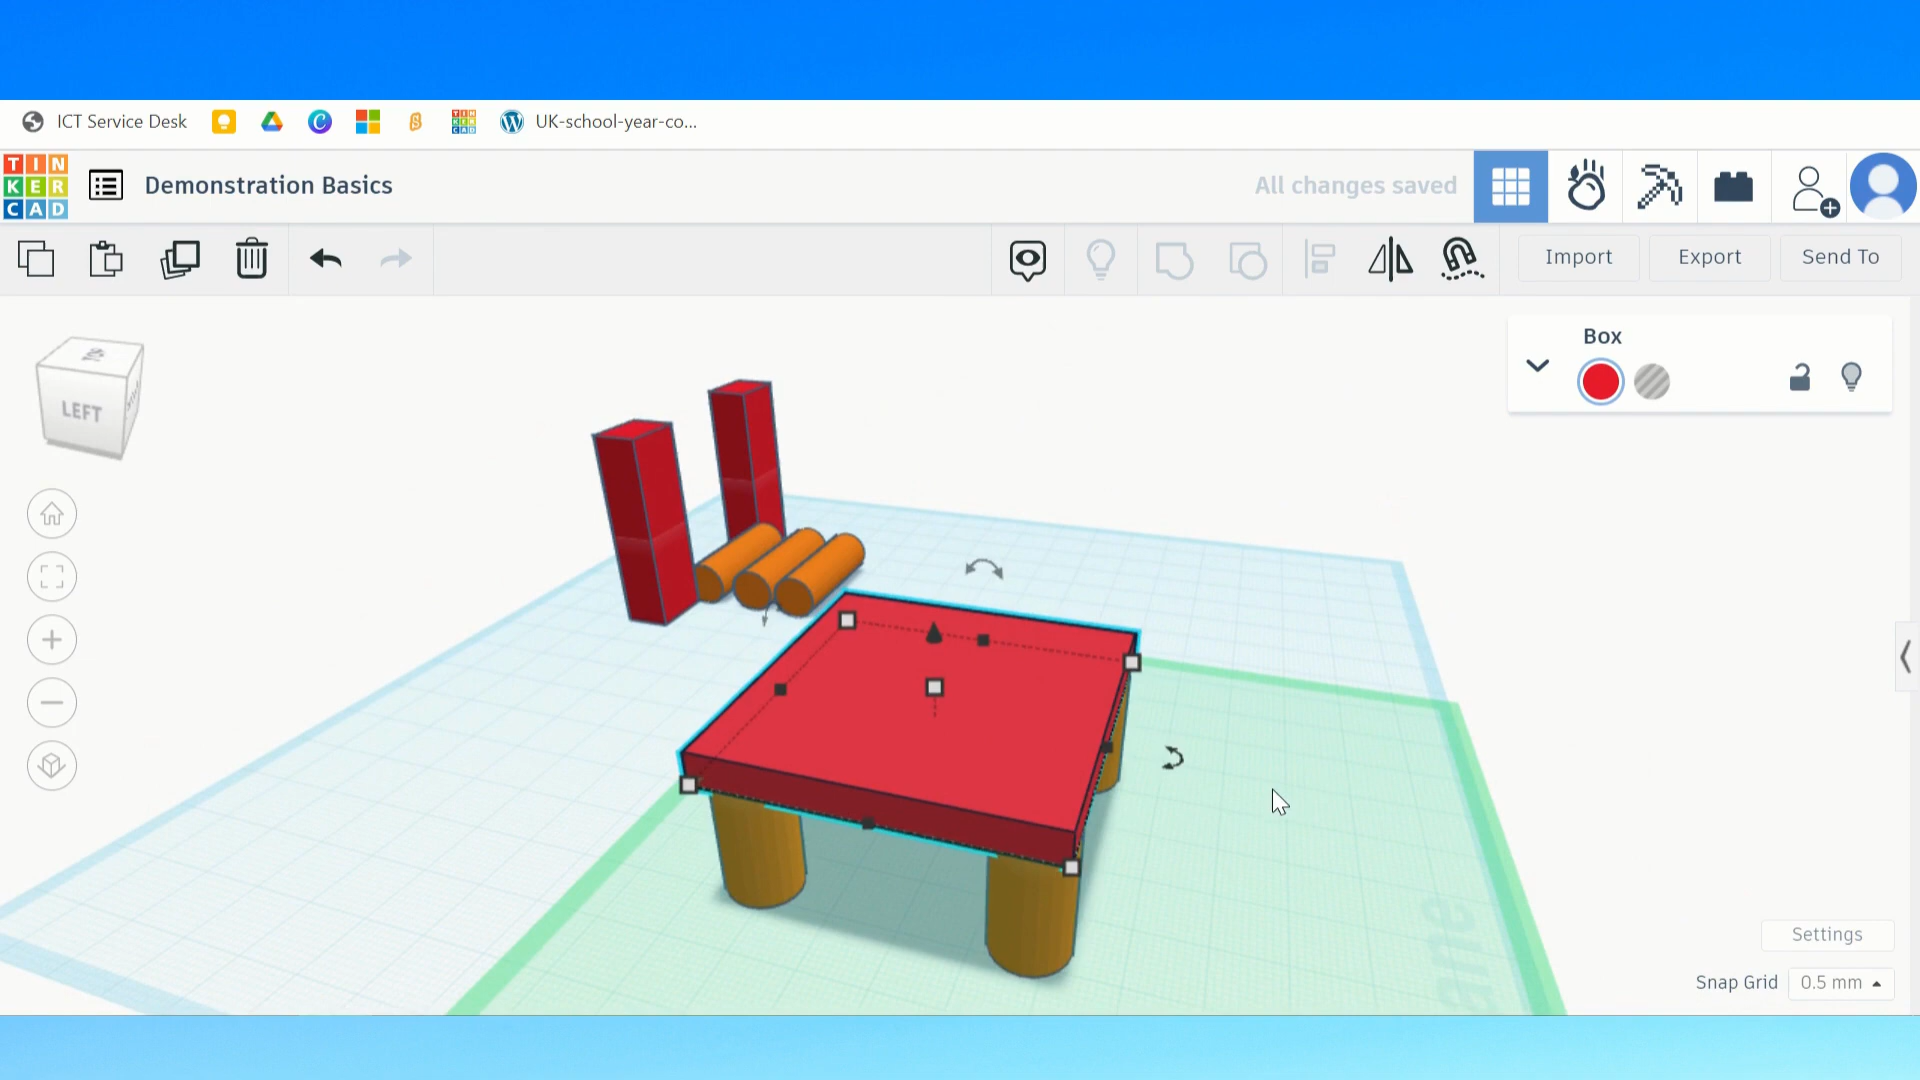 ICT Service Desk
UK-school-year-co...
TIN
KER
CAD
Demonstration Basics
All changes saved
Import
Export
Send To
TOP
LEFT
Box
Settings
Snap Grid
0.5 mm